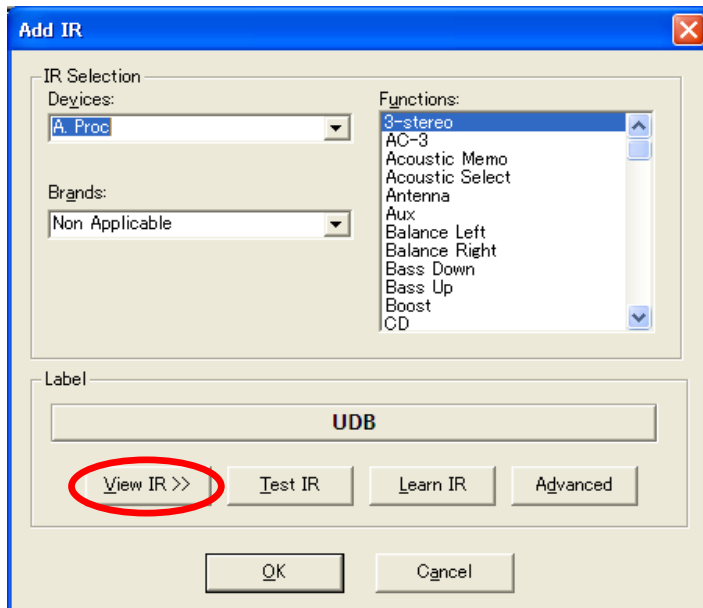 Add IR
IR Selection
Devices:
A. Proc
Brands:
Non Applicable
Functions:
3-stereo
AC-3
Acoustic Memo
Acoustic Select
Antenna
Aux
Balance Left
Balance Right
Bass Down
Bass Up
Boost
CD
Label
UDB
View IR >>
Test IR
Learn IR
Advanced
OK
Cancel